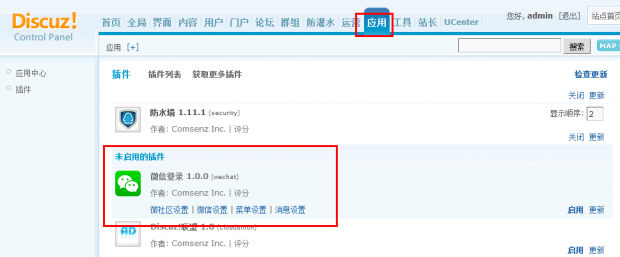 Discuz!
Control Panel
首页 全局 界面 内容 用户 门户 论坛 群组 防灌水 运营 应用 工具 站长 UCenter
您好, admin [退出] 站点首页
应用 [+]
搜索 MAP
应用中心
插件
插件 插件列表 获取更多插件 检查更新
关闭 更新
防水墙 1.11.1 (security) 显示顺序: 2
作者: Comsenz Inc. | 评分
关闭 更新
未启用的插件
微信登录 1.0.0 (wechat)
作者: Comsenz Inc. | 评分
微社区设置 | 微信设置 | 菜单设置 | 消息设置 启用 更新
AD Discuz!联盟 1.0
作者: Comsenz Inc. | 评分
启用 更新